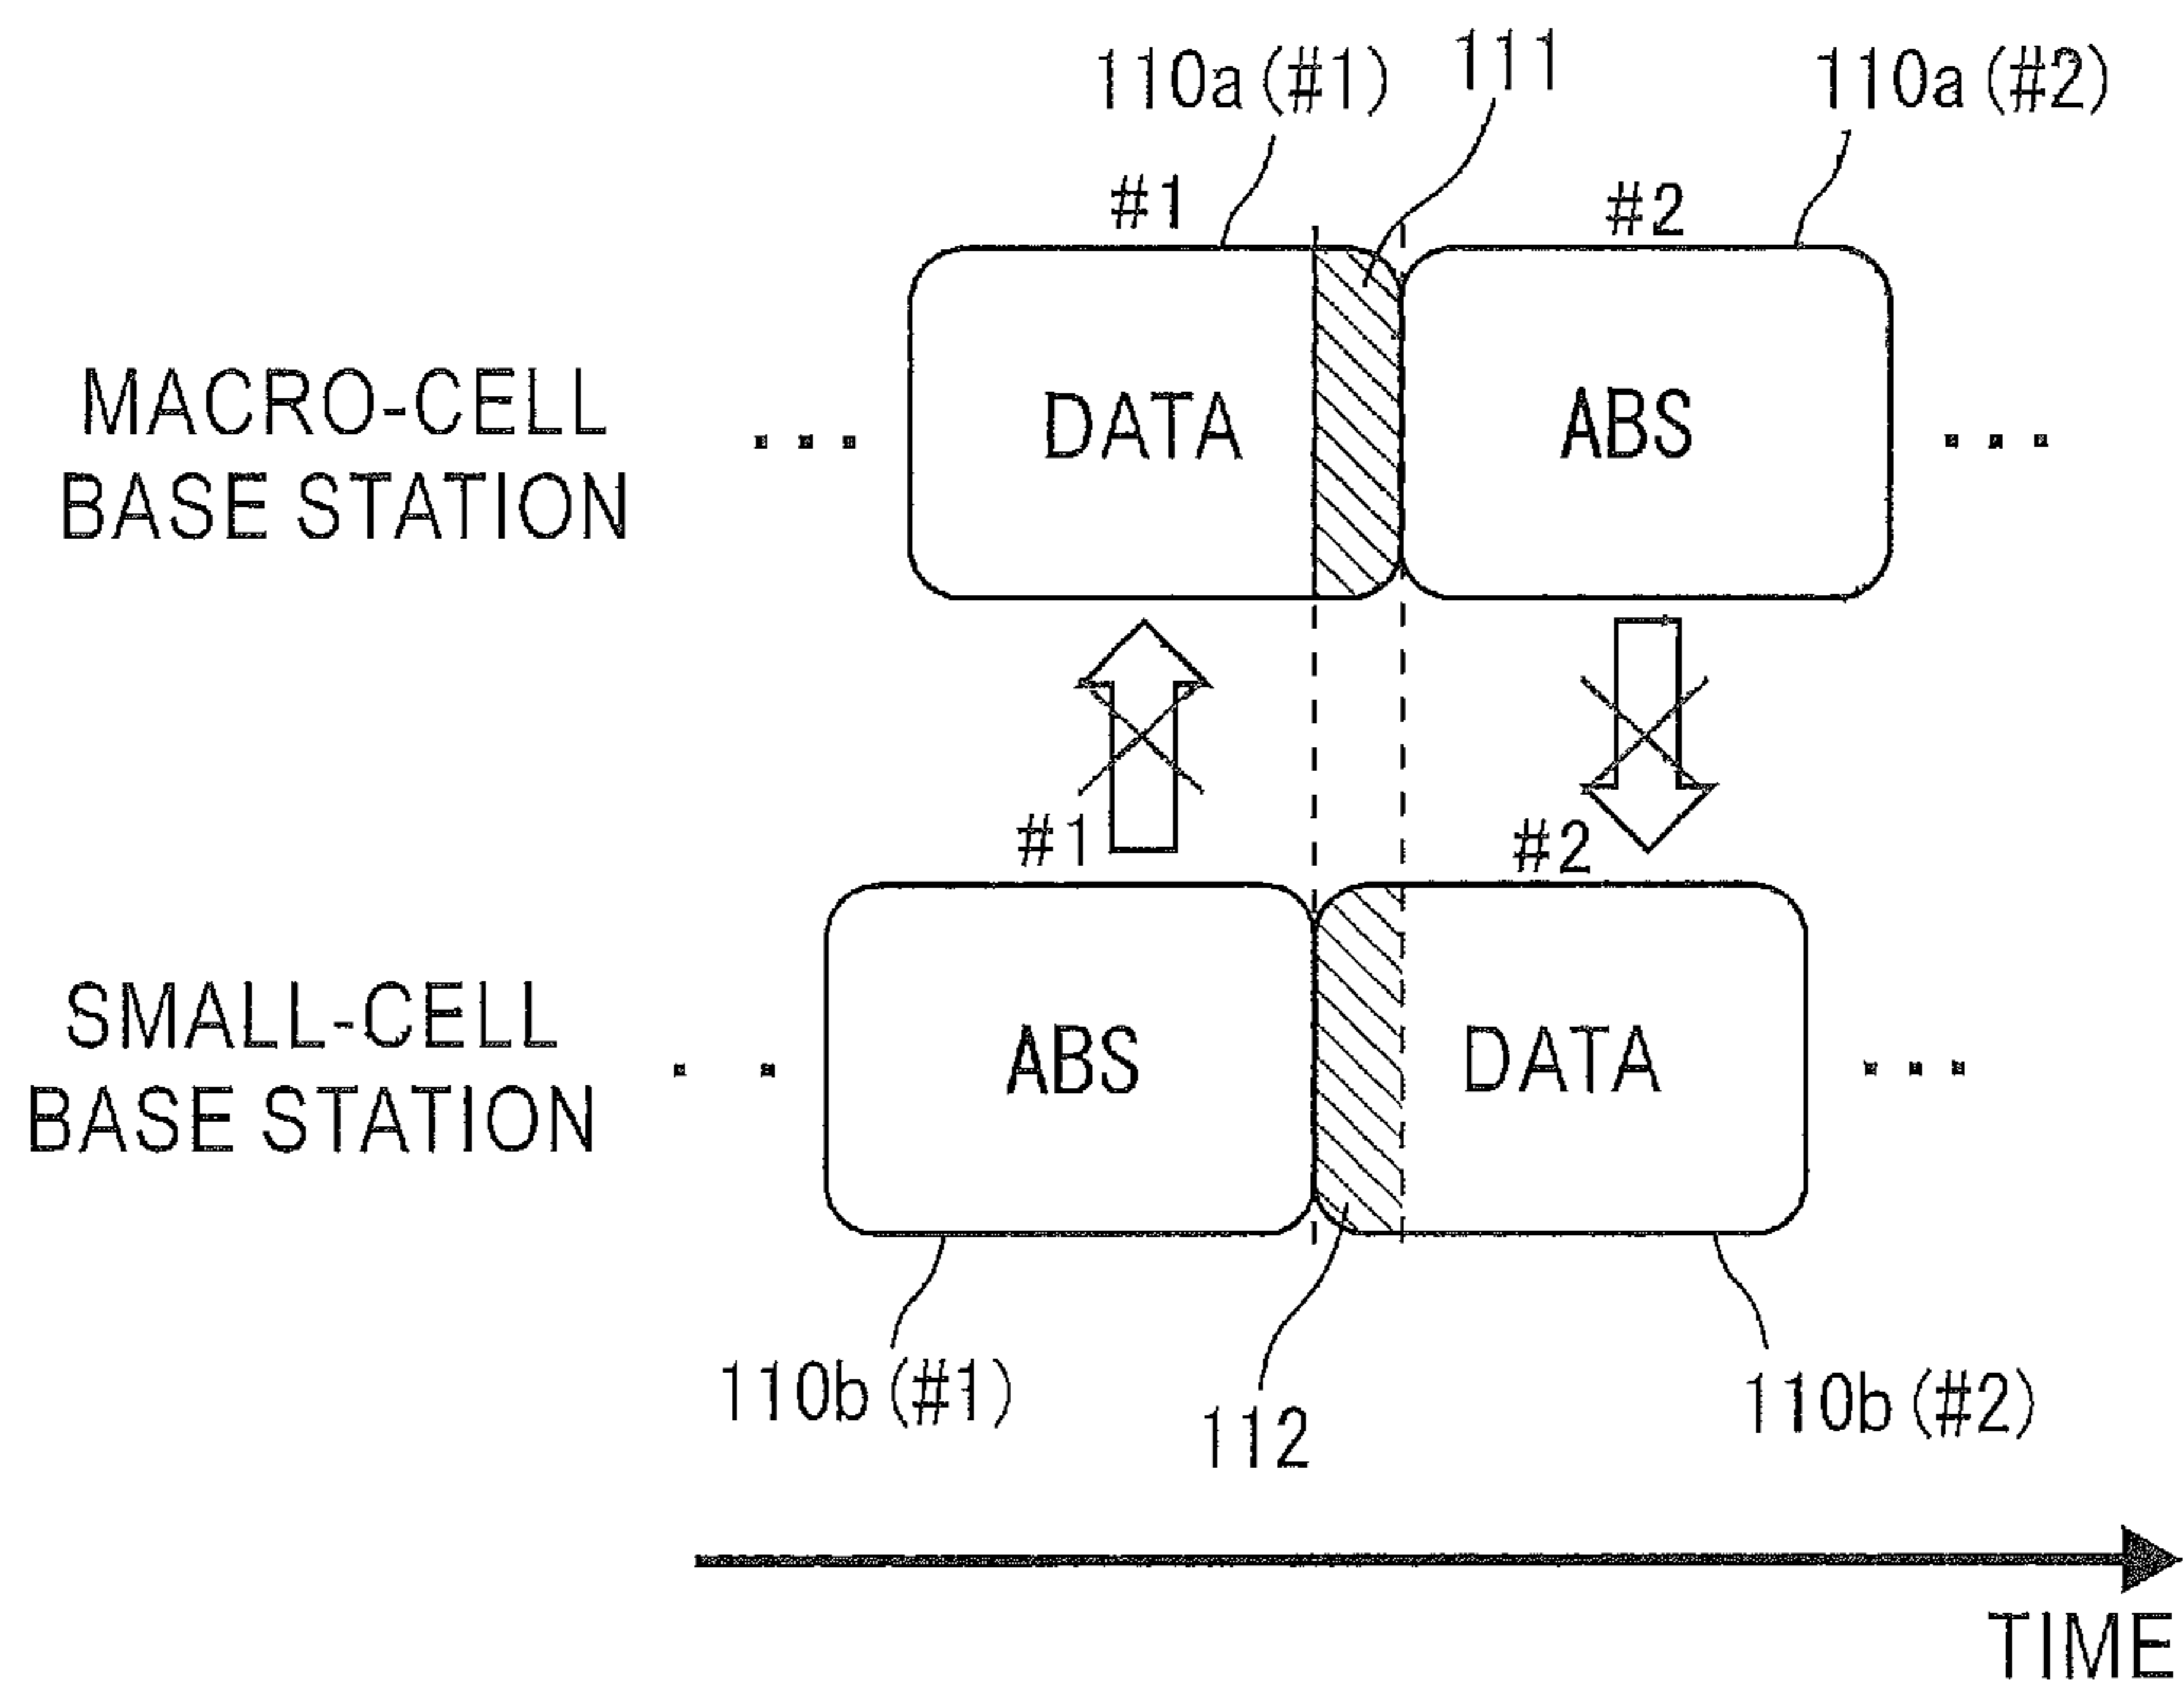 110a (#1) 111 110a (#2)
#1 #2
MACRO-CELL
BASE STATION
... DATA ABS ...
#1 #2
SMALL-CELL
BASE STATION
. . ABS DATA ...
110b (#1) 112 110b (#2)
TIME